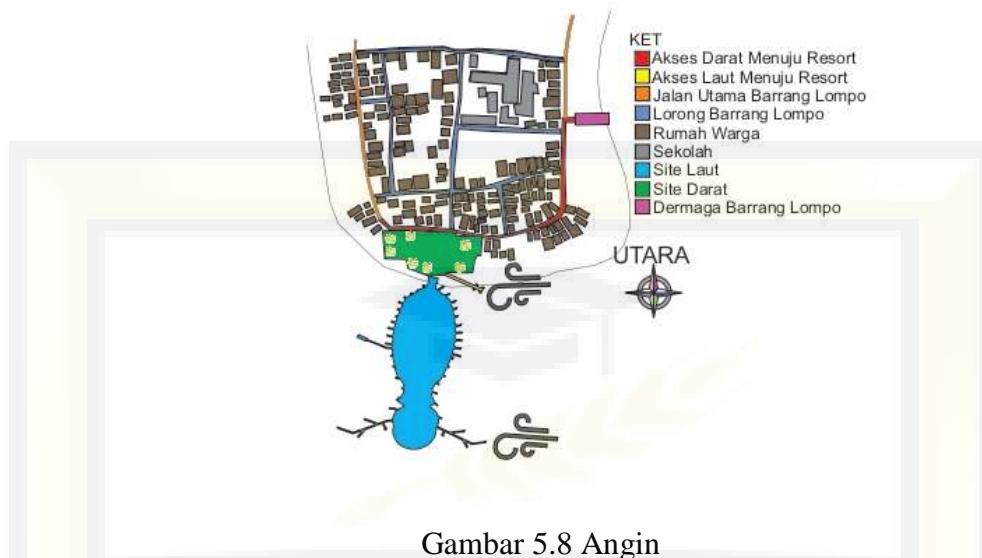 KET
Akses Darat Menuju Resort
Akses Laut Menuju Resort
Jalan Utama Barrang Lompo
Lorong Barrang Lompo
Rumah Warga
Sekolah
Site Laut
Site Darat
Dermaga Barrang Lompo
UTARA
Gambar 5.8 Angin